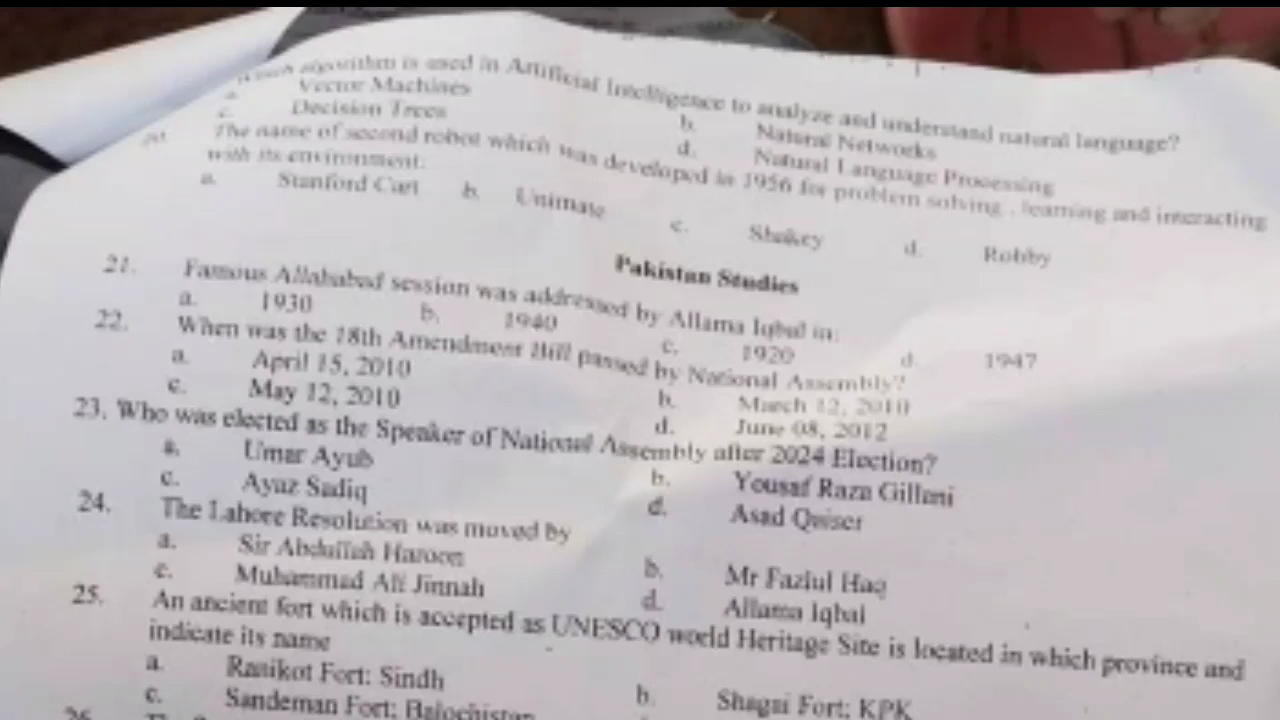 algorithm is used in Artificial Intelligence to analyze and understand natural language?
Vector Machines b. Natural Networks
c. Decision Trees d. Natural Language Processing
20. The name of second robot which was developed in 1956 for problem solving , learning and interacting
with its environment:
a. Stanford Cart b. Unimate c. Shakey d. Robby
Pakistan Studies
21. Famous Allahabad session was addressed by Allama Iqbal in:
a. 1930 b. 1940 c. 1920 d. 1947
22. When was the 18th Amendment Bill passed by National Assembly?
a. April 15, 2010 b. March 12, 2010
c. May 12, 2010 d. June 08, 2012
23. Who was elected as the Speaker of National Assembly after 2024 Election?
a. Umar Ayub b. Yousaf Raza Gillani
c. Ayaz Sadiq d. Asad Qaiser
24. The Lahore Resolution was moved by
a. Sir Abdullah Haroon b. Mr Fazlul Haq
c. Muhammad Ali Jinnah d. Allama Iqbal
25. An ancient fort which is accepted as UNESCO world Heritage Site is located in which province and
indicate its name
a. Ranikot Fort: Sindh b. Shagai Fort: KPK
c. Sandeman Fort: Balochistan
26.